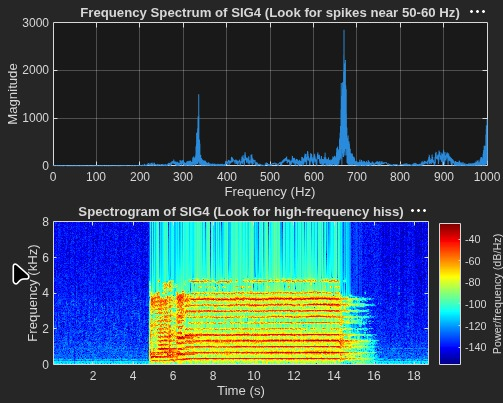 Frequency Spectrum of SIG4 (Look for spikes near 50-60 Hz)
3000
2000
1000
0
Magnitude
0 100 200 300 400 500 600 700 800 900 1000
Frequency (Hz)
Spectrogram of SIG4 (Look for high-frequency hiss)
8
6
4
2
0
Frequency (kHz)
2 4 6 8 10 12 14 16 18
Time (s)
-40
-60
-80
-100
-120
-140
Power/frequency (dB/Hz)